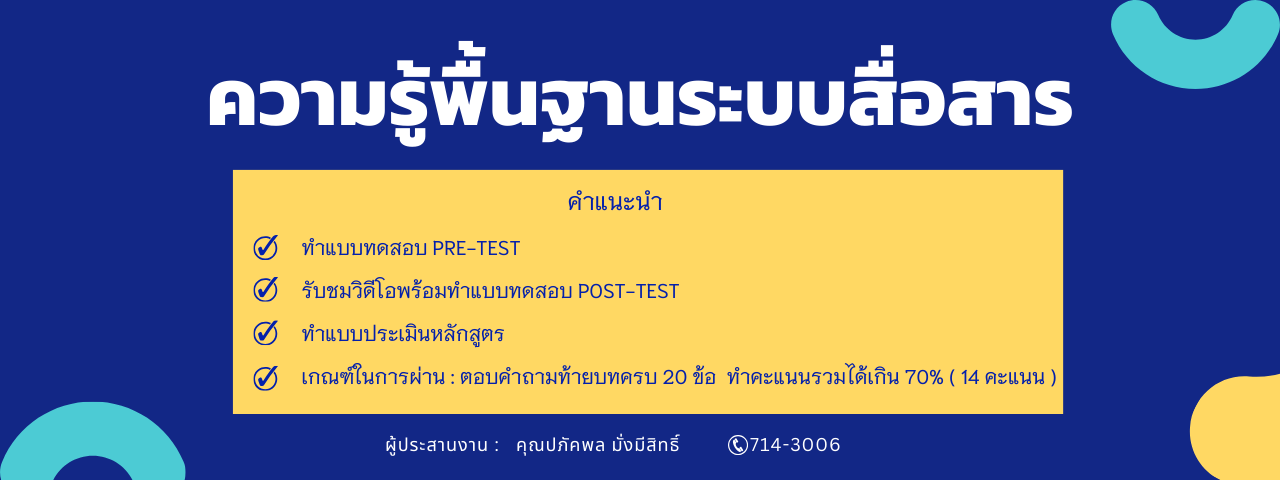 ความรู้พื้นฐานระบบสื่อสาร
คำแนะนำ
ทำแบบทดสอบ PRE-TEST
รับชมวิดีโอพร้อมทำแบบทดสอบ POST-TEST
ทำแบบประเมินหลักสูตร
เกณฑ์ในการผ่าน : ตอบคำถามท้ายบทครบ 20 ข้อ ทำคะแนนรวมได้เกิน 70% ( 14 คะแนน )
ผู้ประสานงาน : คุณปภัคพล มั่งมีสิทธิ์ 714-3006